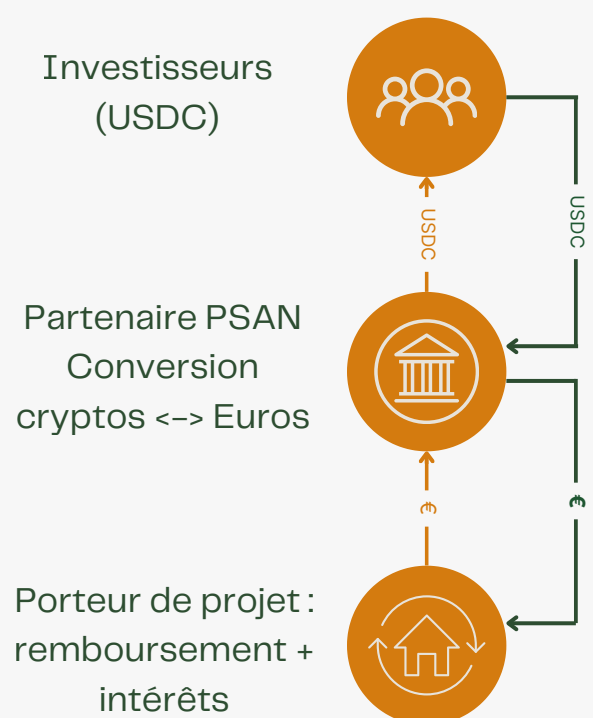 Investisseurs
(USDC)
USDC
USDC
Partenaire PSAN
Conversion
cryptos <-> Euros
€
€
Porteur de projet :
remboursement +
intérêts